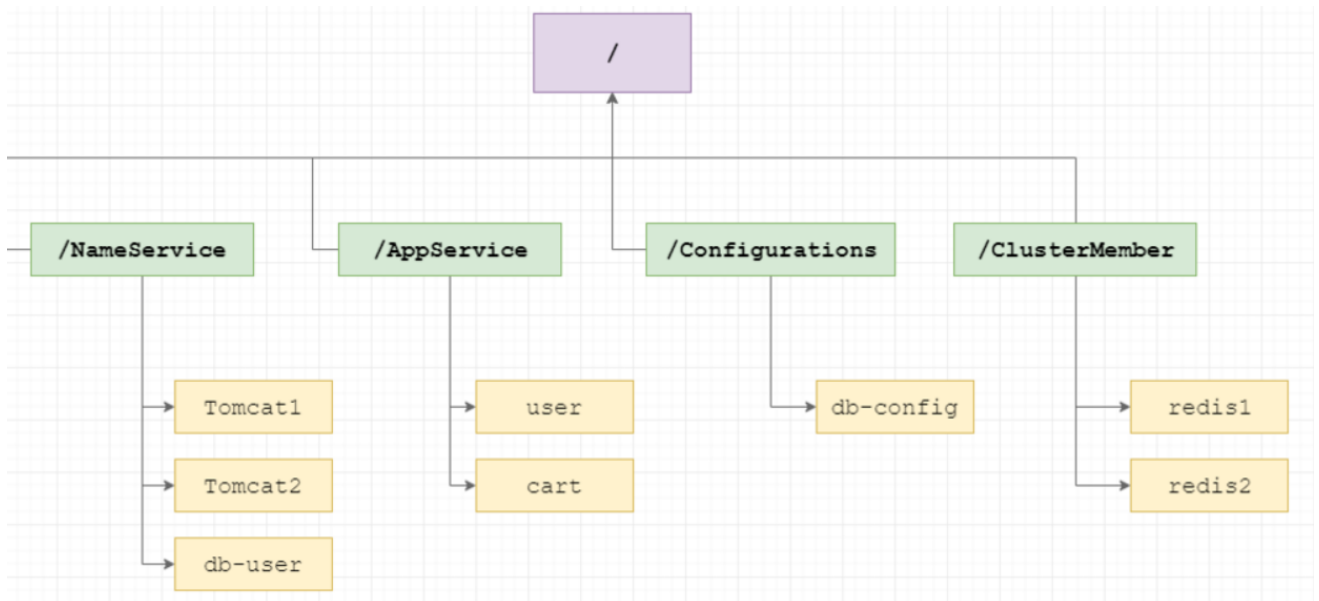 /
/NameService
/AppService
/Configurations
/ClusterMember
Tomcat1
user
db-config
redis1
Tomcat2
cart
redis2
db-user